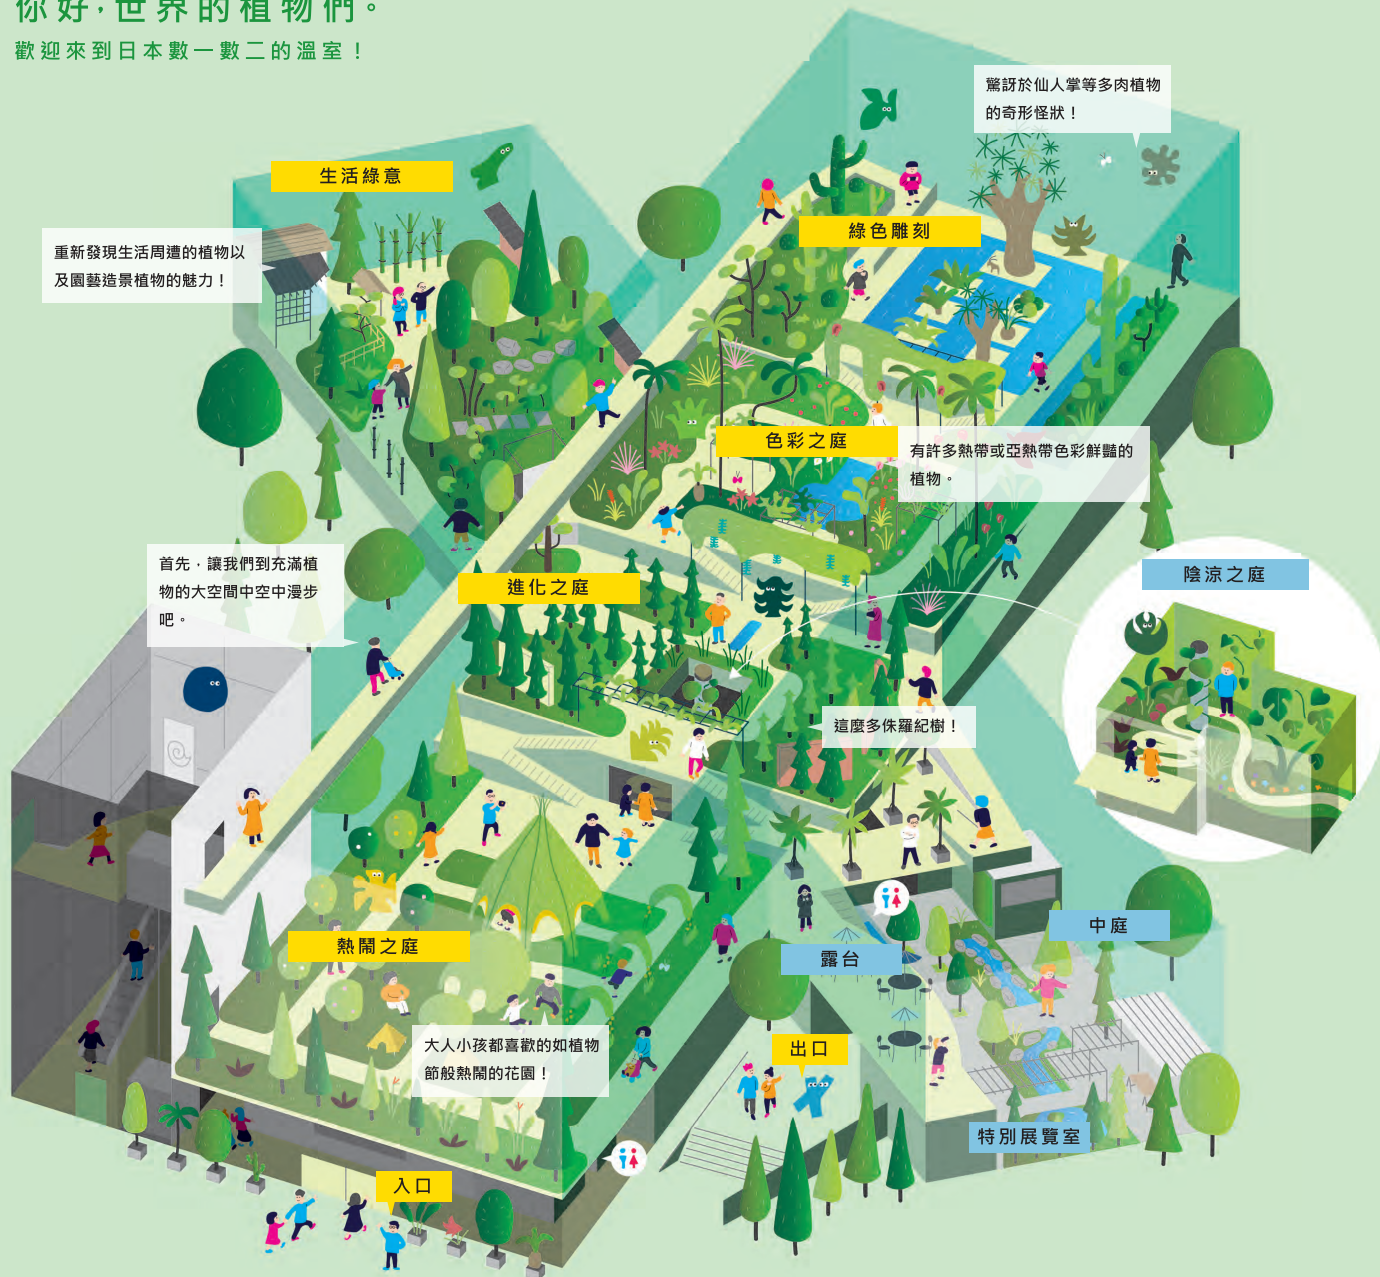 你好，世界的植物們。
歡迎來到日本數一數二的溫室！
驚訝於仙人掌等多肉植物
的奇形怪狀！
生活綠意
重新發現生活周遭的植物以
及園藝造景植物的魅力！
綠色雕刻
色彩之庭
有許多熱帶或亞熱帶色彩鮮豔的
植物。
首先，讓我們到充滿植
物的大空間中空中漫步
吧。
進化之庭
陰涼之庭
這麼多侏羅紀樹！
熱鬧之庭
中庭
露台
大人小孩都喜歡的如植物
節般熱鬧的花園！
出口
特別展覽室
入口